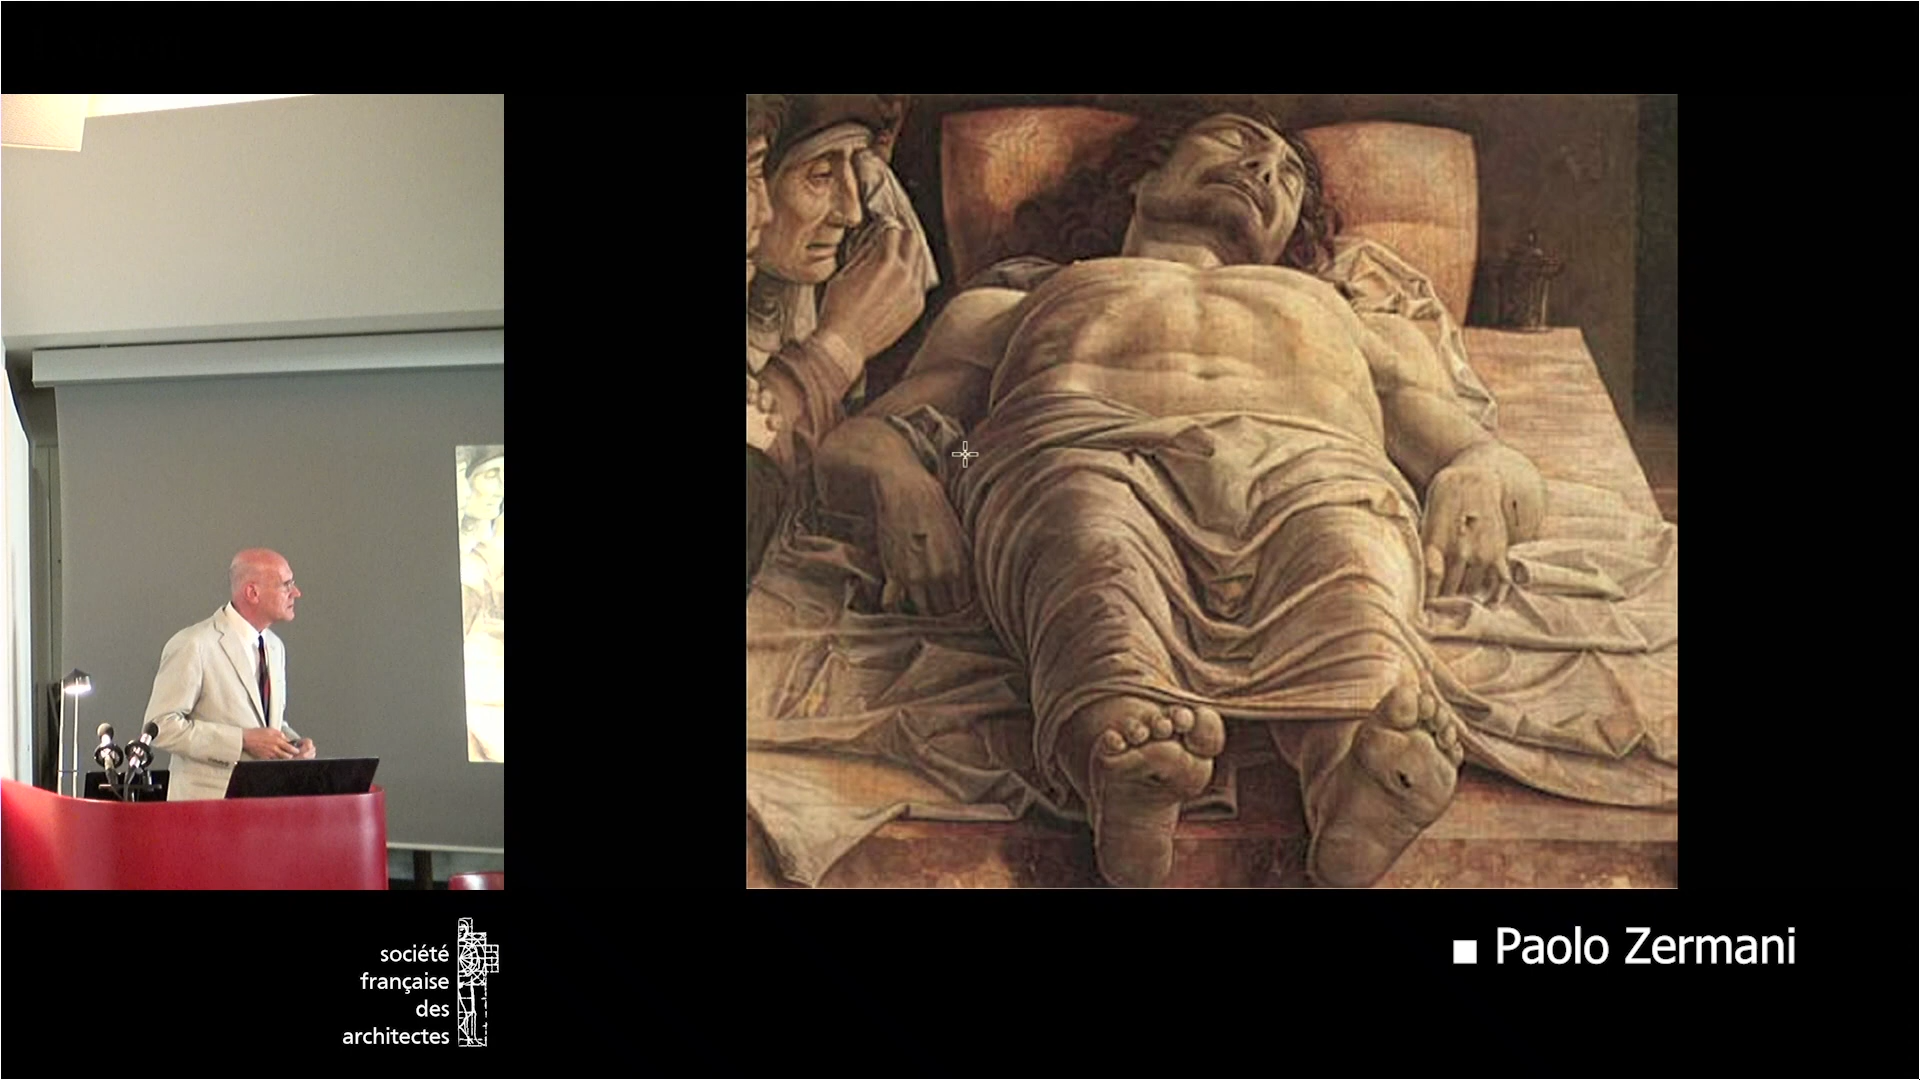 société
française
des
architectes
Paolo Zermani